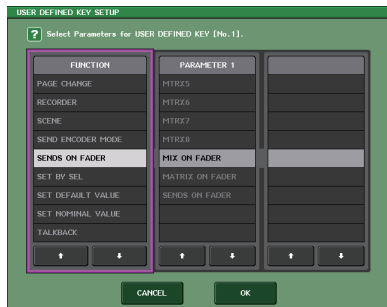 USER DEFINED KEY SETUP
? Select Parameters for USER DEFINED KEY [No.1].
FUNCTION
PAGE CHANGE
RECORDER
SCENE
SEND ENCODER MODE
SENDS ON FADER
SET BY SEL
SET DEFAULT VALUE
SET NOMINAL VALUE
TALKBACK
PARAMETER 1
MTRX5
MTRX6
MTRX7
MTRX8
MIX ON FADER
MATRIX ON FADER
SENDS ON FADER
CANCEL
OK